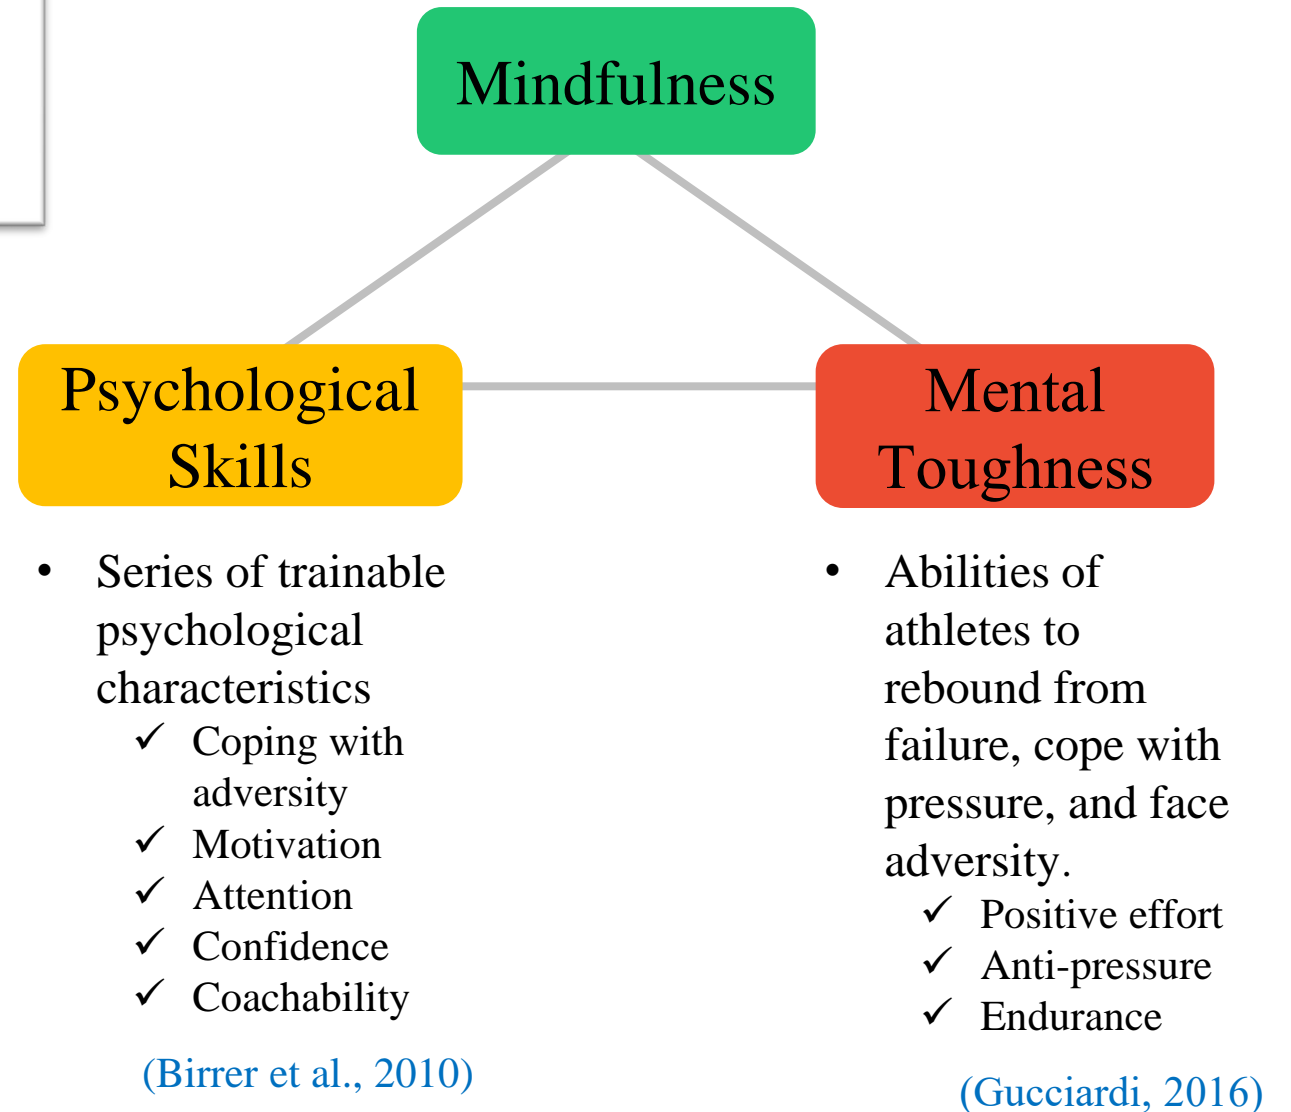 Mindfulness
Psychological
Skills
• Series of trainable
psychological
characteristics
✓ Coping with
adversity
✓ Motivation
✓ Attention
✓ Confidence
✓ Coachability
(Birrer et al., 2010)
Mental
Toughness
• Abilities of
athletes to
rebound from
failure, cope with
pressure, and face
adversity.
✓ Positive effort
✓ Anti-pressure
✓ Endurance
(Gucciardi, 2016)